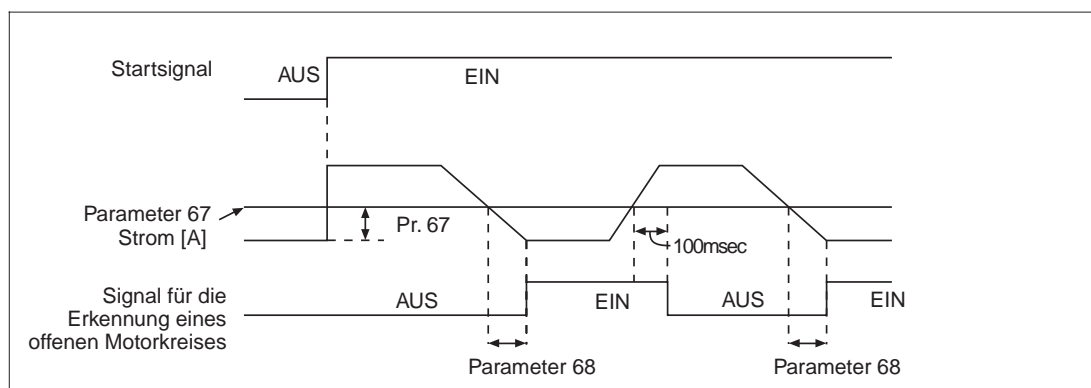 Startsignal
AUS
EIN
Parameter 67
Strom [A]
Pr. 67
100msec
Signal für die
Erkennung eines
offenen Motorkreises
AUS
EIN
AUS
EIN
Parameter 68
Parameter 68